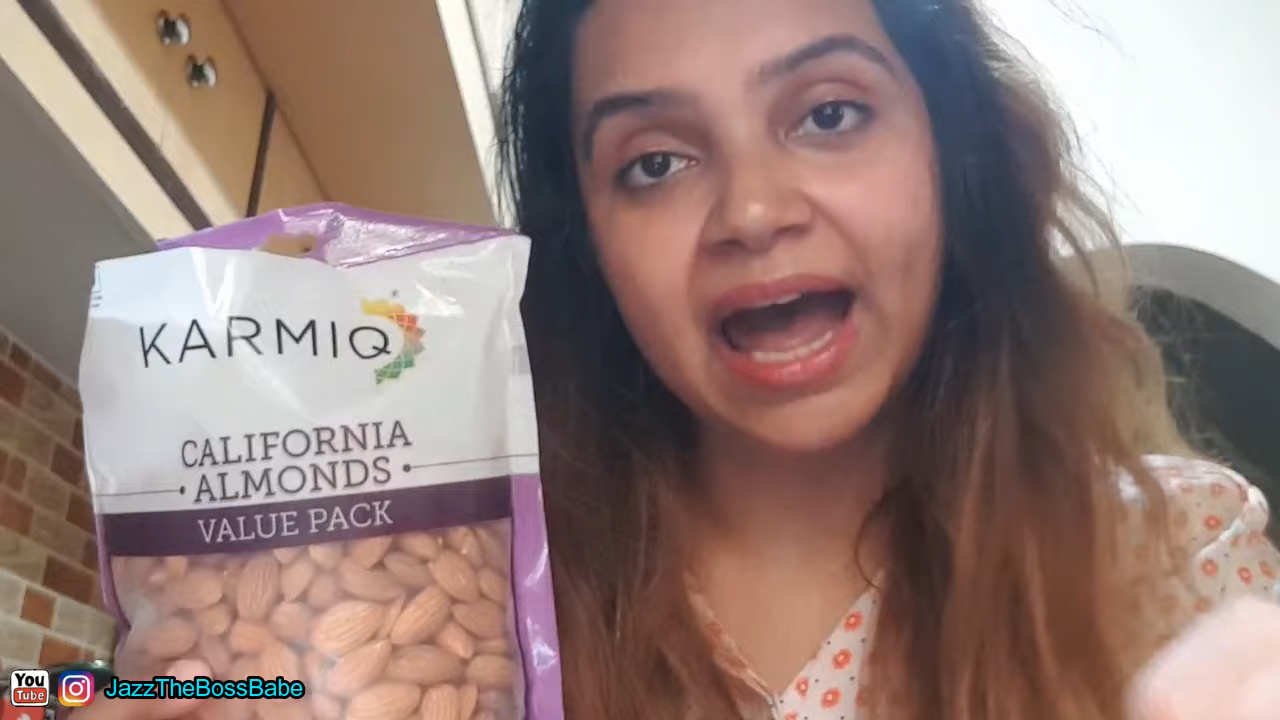 KARMIQ
CALIFORNIA
ALMONDS
VALUE PACK
You
Tube
JazzTheBossBabe